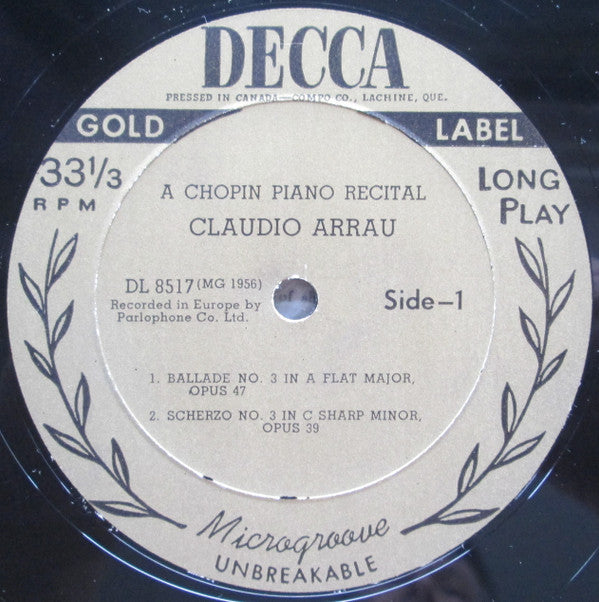 DECCA
PRESSED IN CANADA—COMPO CO., LACHINE, QUE.
GOLD LABEL
33 1/3
RPM
LONG
PLAY
A CHOPIN PIANO RECITAL
CLAUDIO ARRAU
DL 8517 (MG 1956)
Recorded in Europe by
Parlophone Co. Ltd.
Side—1
1. BALLADE NO. 3 IN A FLAT MAJOR,
OPUS 47
2. SCHERZO NO. 3 IN C SHARP MINOR,
OPUS 39
Microgroove
UNBREAKABLE